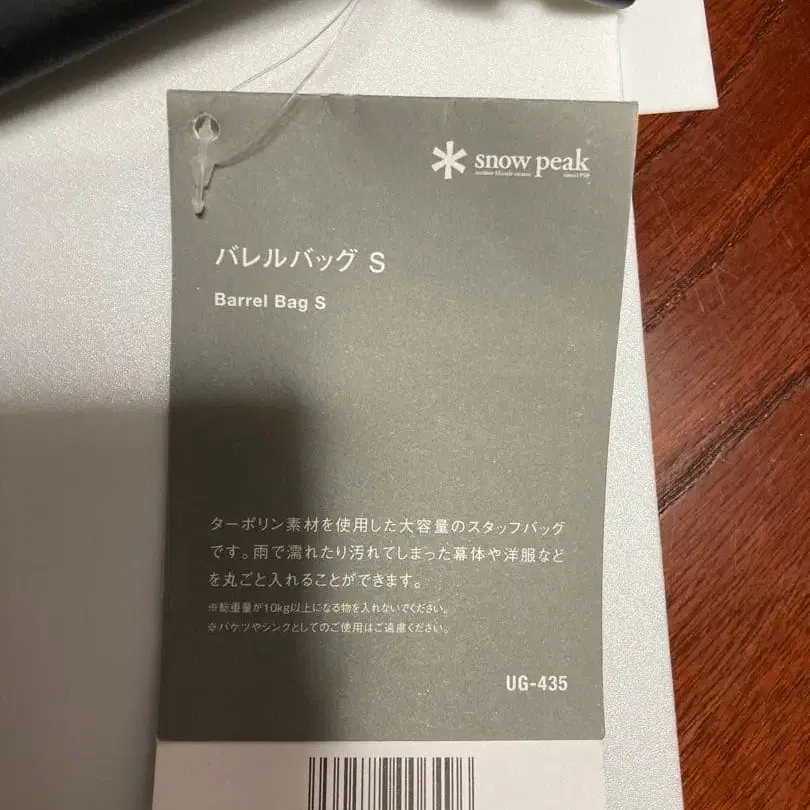 snow peak
outdoor lifestyle creator since1958
バレルバッグ S
Barrel Bag S
ターポリン素材を使用した大容量のスタッフバッグ
です。雨で濡れたり汚れてしまった幕体や洋服など
を丸ごと入れることができます。
※総重量が10kg以上になる物を入れないでください。
※バケツやシンクとしてのご使用はご遠慮ください。
UG-435